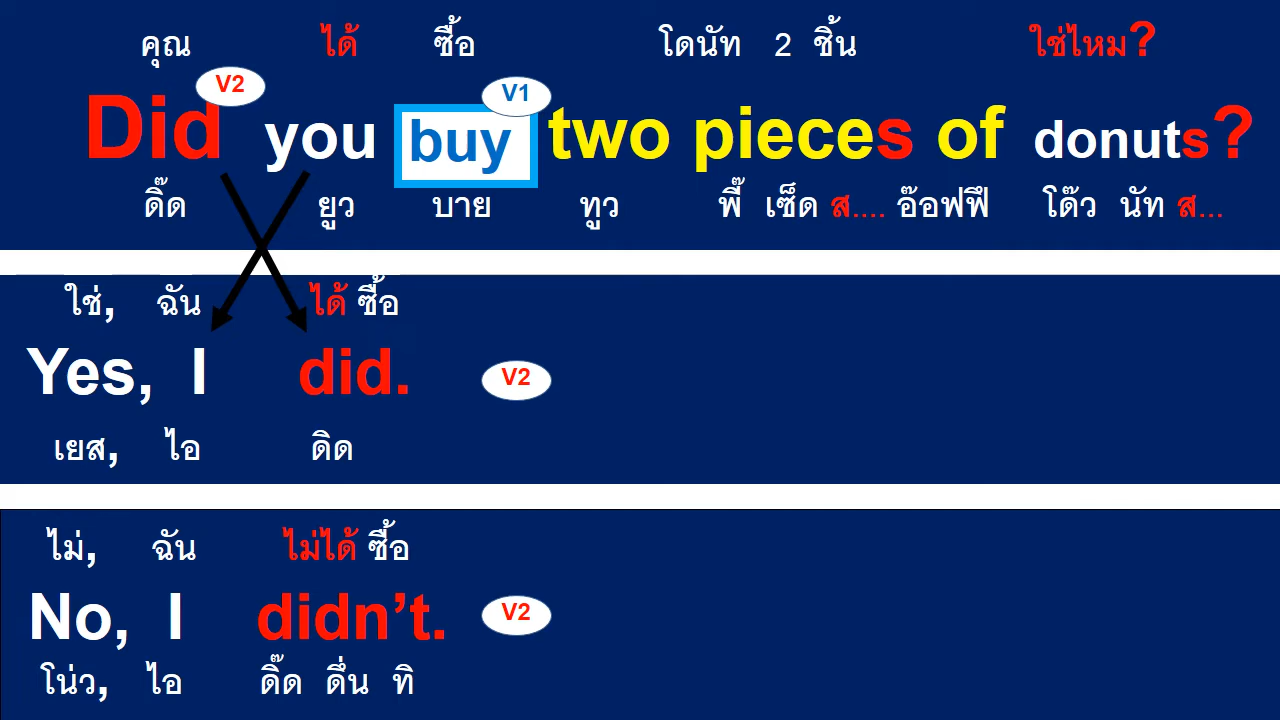 คุณ ได้ ซื้อ โดนัท 2 ชิ้น ใช่ไหม?
V2 V1
Did you buy two pieces of donuts?
ดิ๊ด ยูว บาย ทูว พี๊ เซ็ด ส.... อ๊อฟฟึ โด๊ว นัท ส...
ใช่, ฉัน ได้ ซื้อ
Yes, I did. V2
เยส, ไอ ดิด
ไม่, ฉัน ไม่ได้ ซื้อ
No, I didn’t. V2
โน่ว, ไอ ดิ๊ด ดึ่น ทิ